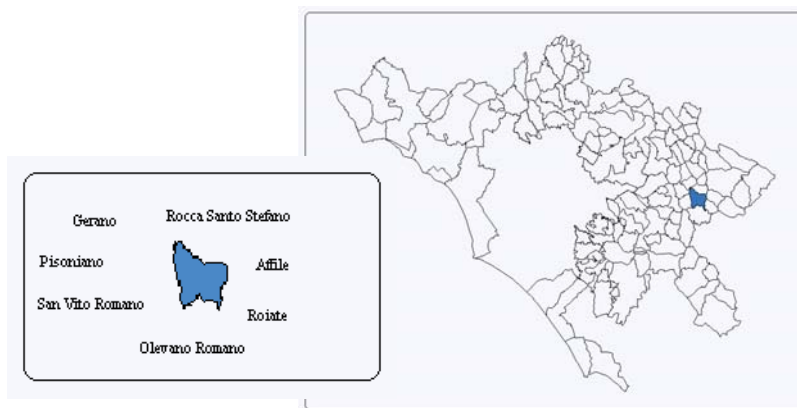 Gerano
Rocca Santo Stefano
Pisoniano
Affile
San Vito Romano
Roiate
Olevano Romano